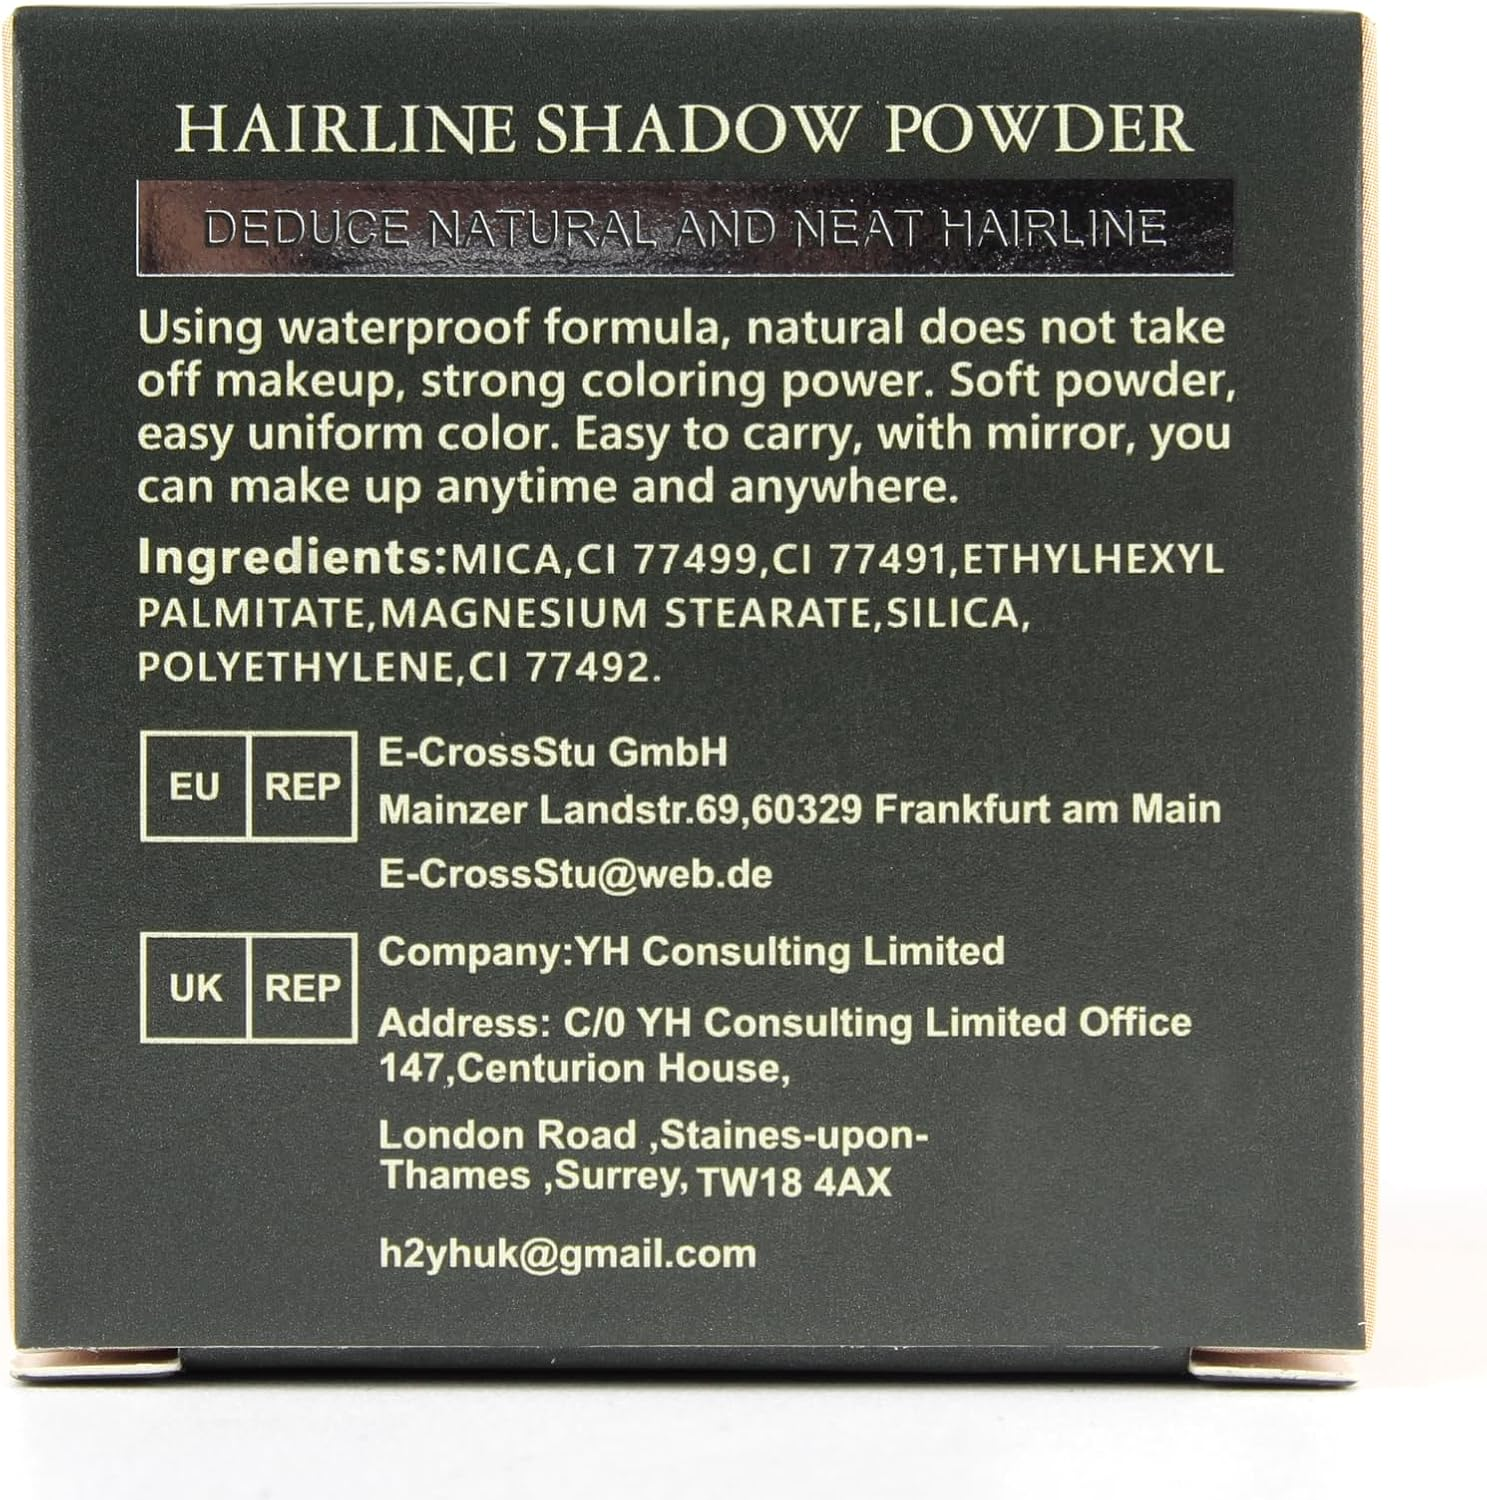 HAIRLINE SHADOW POWDER
DEDUCE NATURAL AND NEAT HAIRLINE
Using waterproof formula, natural does not take
off makeup, strong coloring power. Soft powder,
easy uniform color. Easy to carry, with mirror, you
can make up anytime and anywhere.
Ingredients:MICA,CI 77499,CI 77491,ETHYLHEXYL
PALMITATE,MAGNESIUM STEARATE,SILICA,
POLYETHYLENE,CI 77492.
EU REP
E-CrossStu GmbH
Mainzer Landstr.69,60329 Frankfurt am Main
E-CrossStu@web.de
UK REP
Company:YH Consulting Limited
Address: C/0 YH Consulting Limited Office
147,Centurion House,
London Road ,Staines-upon-
Thames ,Surrey, TW18 4AX
h2yhuk@gmail.com